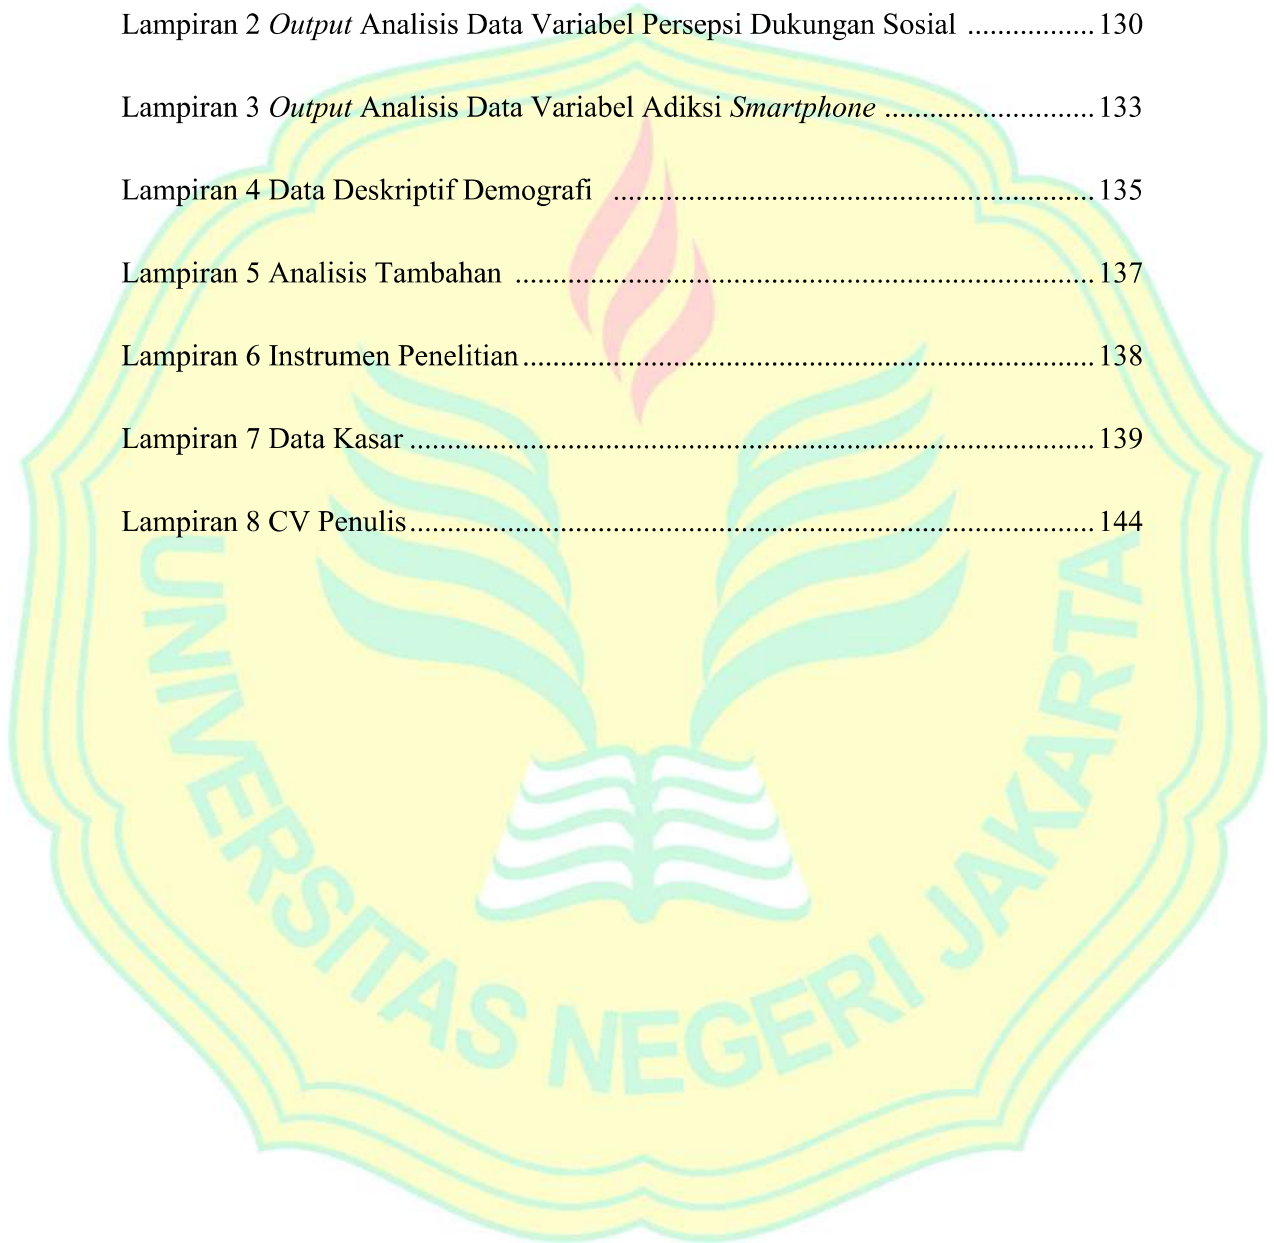 Lampiran 2 Output Analisis Data Variabel Persepsi Dukungan Sosial ................. 130
Lampiran 3 Output Analisis Data Variabel Adiksi Smartphone ............................ 133
Lampiran 4 Data Deskriptif Demografi ................................................................ 135
Lampiran 5 Analisis Tambahan ............................................................................. 137
Lampiran 6 Instrumen Penelitian ............................................................................ 138
Lampiran 7 Data Kasar ........................................................................................... 139
Lampiran 8 CV Penulis ........................................................................................... 144
UNIVERSITAS NEGERI JAKARTA